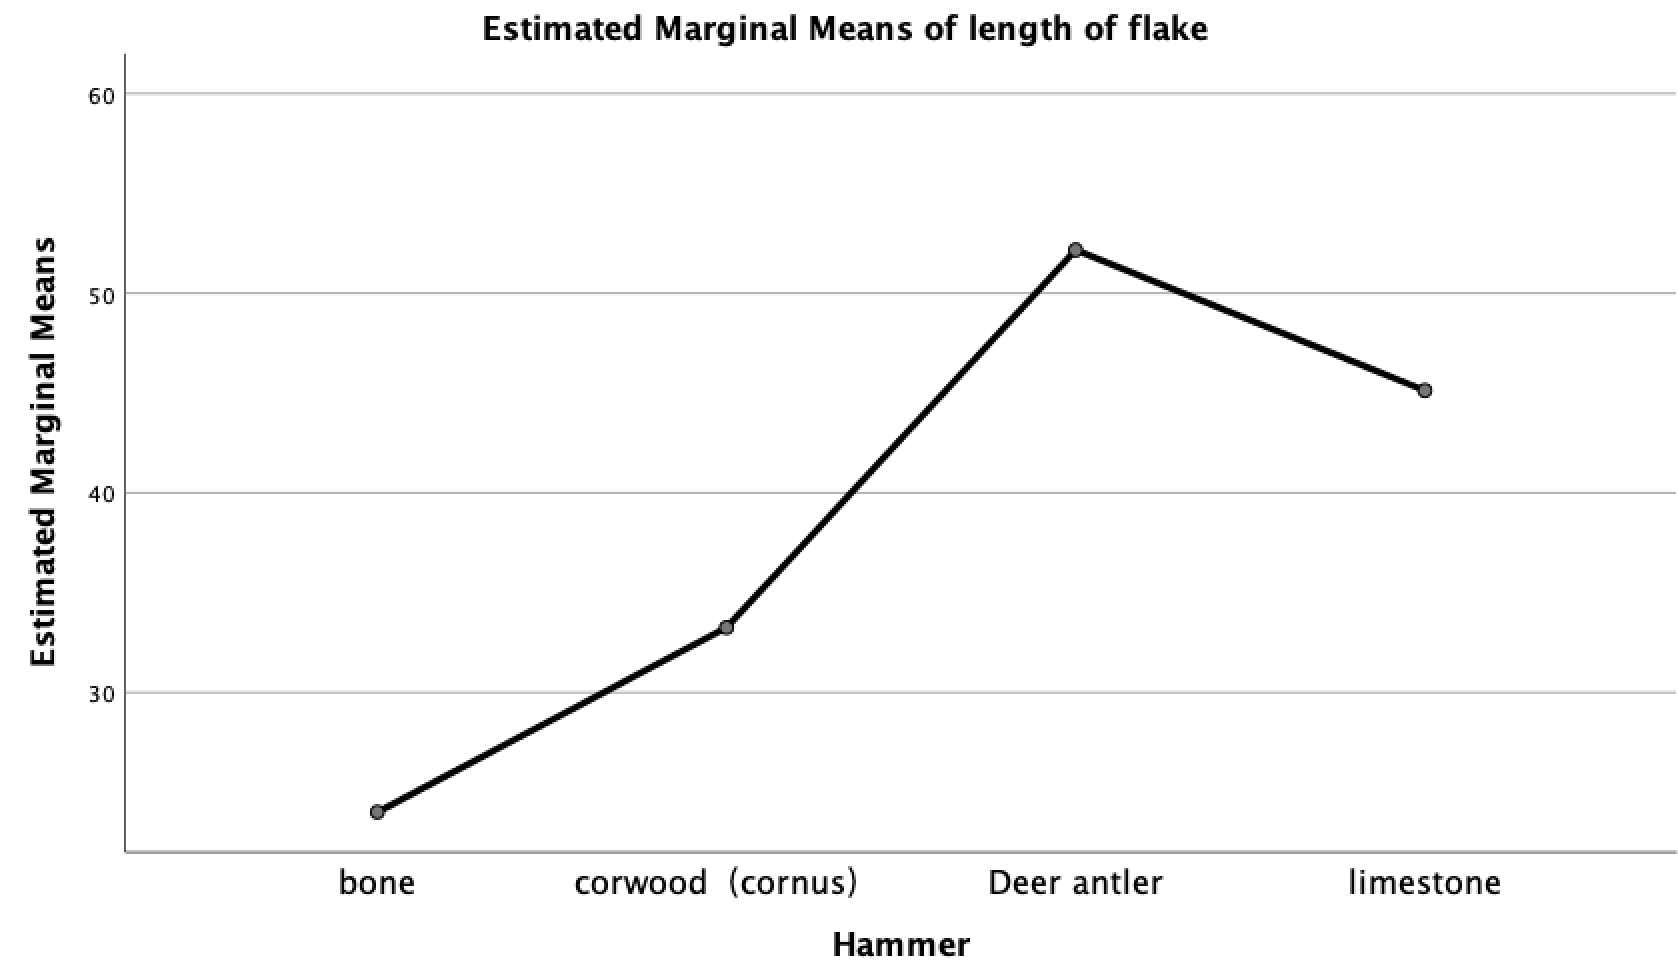 Estimated Marginal Means of length of flake
Estimated Marginal Means
60
50
40
30
bone
corwood (cornus)
Deer antler
limestone
Hammer